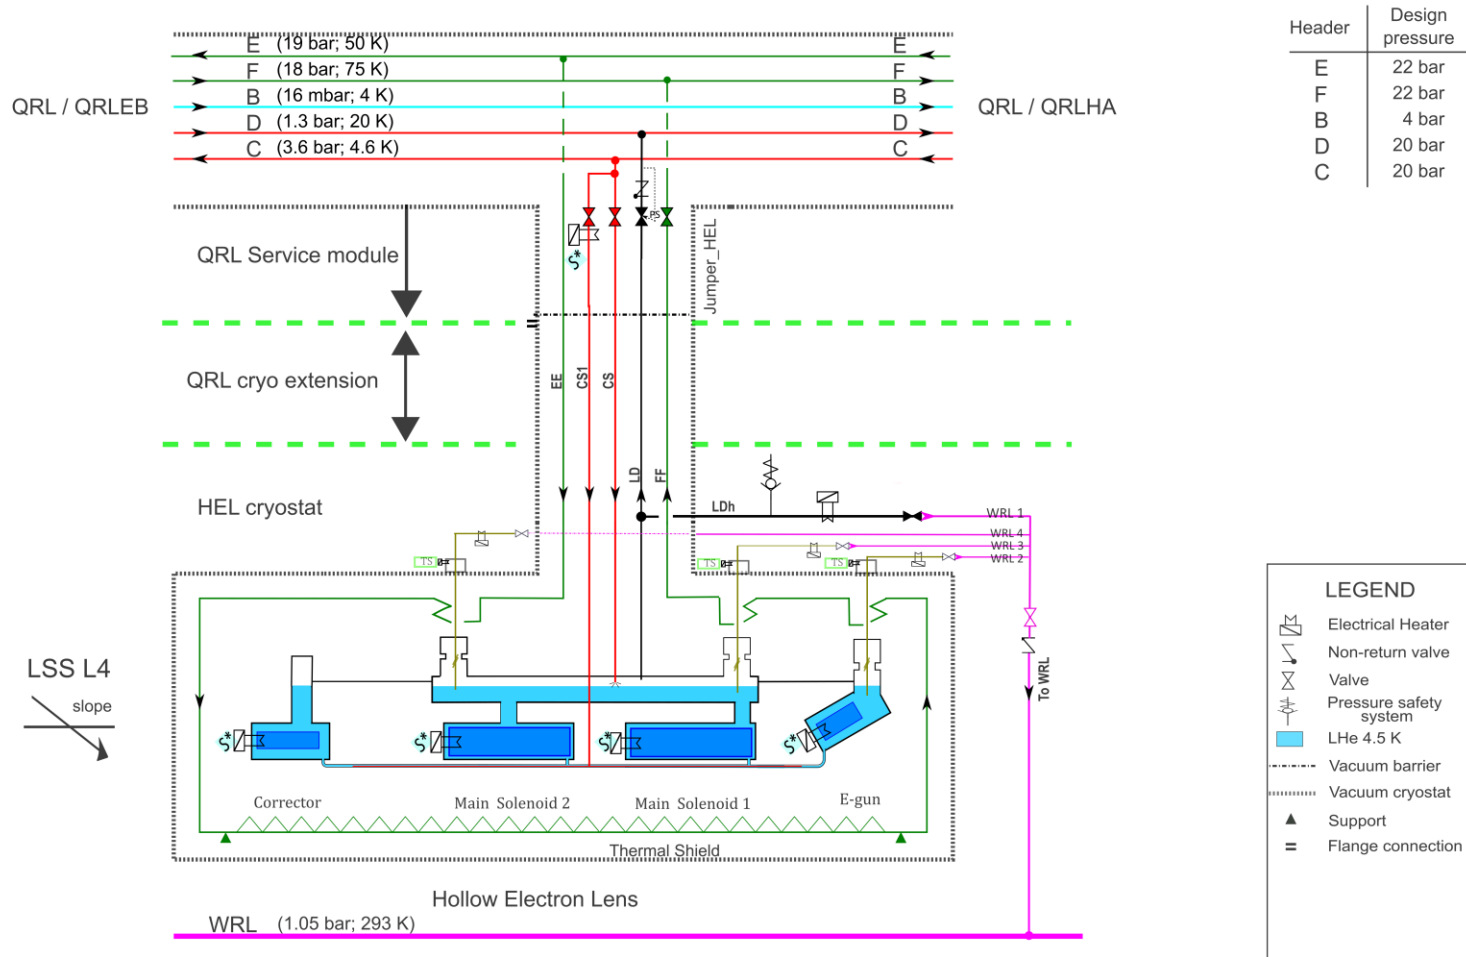 Header
Design
pressure
E 22 bar
F 22 bar
B 4 bar
D 20 bar
C 20 bar
E (19 bar; 50 K) E
F (18 bar; 75 K) F
B (16 mbar; 4 K) B
D (1.3 bar; 20 K) D
C (3.6 bar; 4.6 K) C
QRL / QRLEB
QRL / QRLHA
PS
S*
Jumper_HEL
QRL Service module
QRL cryo extension
EE
CS1
CS
LD
FF
HEL cryostat
LDh
WRL 1
WRL 4
WRL 3
WRL 2
TS
TS
TS
To WRL
LSS L4
slope
S*
S*
S*
S*
Corrector
Main Solenoid 2
Main Solenoid 1
E-gun
Thermal Shield
Hollow Electron Lens
WRL (1.05 bar; 293 K)
LEGEND
Electrical Heater
Non-return valve
Valve
Pressure safety
system
LHe 4.5 K
Vacuum barrier
Vacuum cryostat
Support
Flange connection